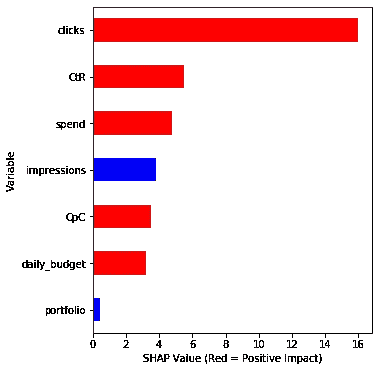 clicks
CtR
spend
impressions
CpC
daily_budget
portfolio
Variable
0 2 4 6 8 10 12 14 16
SHAP Value (Red = Positive Impact)